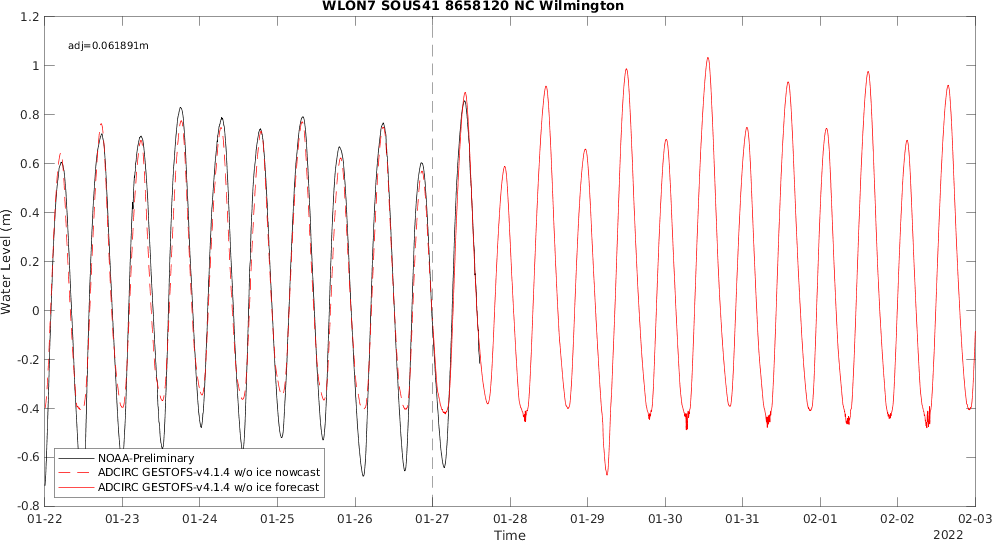 WLON7 SOUS41 8658120 NC Wilmington
adj=0.061891m
1.2
1
0.8
0.6
0.4
0.2
0
-0.2
-0.4
-0.6
-0.8
Water Level (m)
NOAA-Preliminary
ADCIRC GESTOFS-v4.1.4 w/o ice nowcast
ADCIRC GESTOFS-v4.1.4 w/o ice forecast
01-22 01-23 01-24 01-25 01-26 01-27 01-28 01-29 01-30 01-31 02-01 02-02 02-03
Time
2022